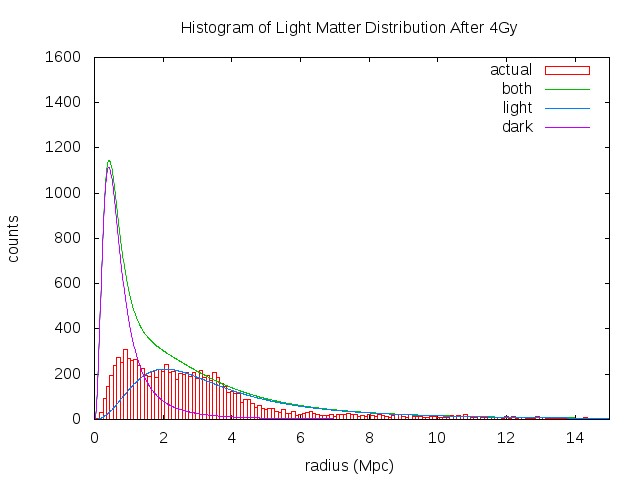 Histogram of Light Matter Distribution After 4Gy
1600
1400
1200
1000
800
600
400
200
0
counts
actual
both
light
dark
0 2 4 6 8 10 12 14
radius (Mpc)